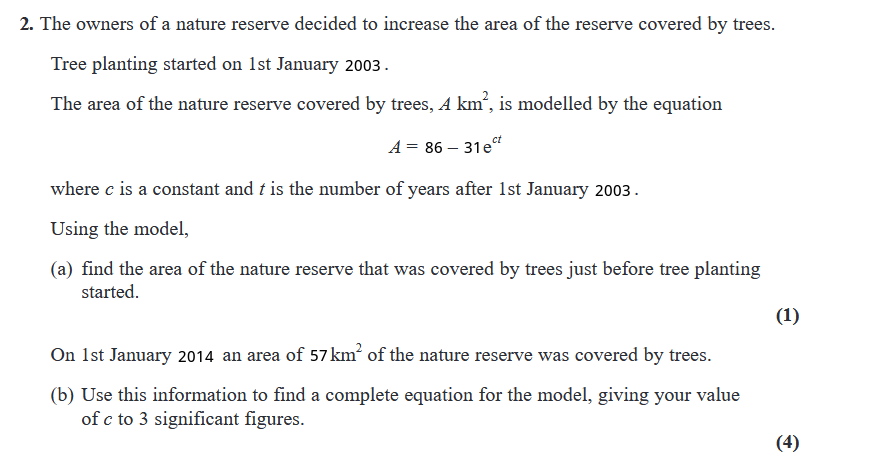 2. The owners of a nature reserve decided to increase the area of the reserve covered by trees.
Tree planting started on 1st January 2003.
The area of the nature reserve covered by trees, A km², is modelled by the equation
A = 86 – 31e^ct
where c is a constant and t is the number of years after 1st January 2003.
Using the model,
(a) find the area of the nature reserve that was covered by trees just before tree planting
started.
(1)
On 1st January 2014 an area of 57 km² of the nature reserve was covered by trees.
(b) Use this information to find a complete equation for the model, giving your value
of c to 3 significant figures.
(4)